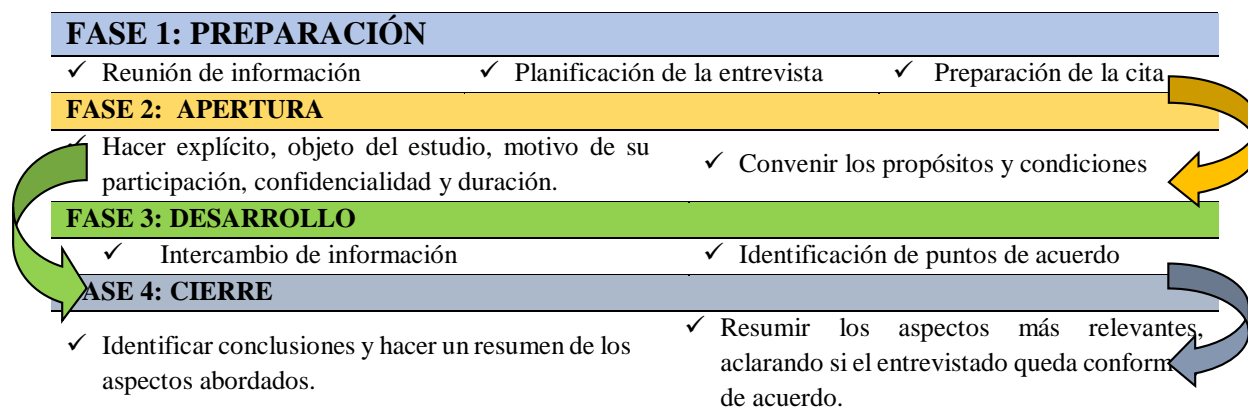 FASE 1: PREPARACIÓN
✓ Reunión de información ✓ Planificación de la entrevista ✓ Preparación de la cita
FASE 2: APERTURA
✓ Hacer explícito, objeto del estudio, motivo de su
participación, confidencialidad y duración.
✓ Convenir los propósitos y condiciones
FASE 3: DESARROLLO
✓ Intercambio de información ✓ Identificación de puntos de acuerdo
ASE 4: CIERRE
✓ Identificar conclusiones y hacer un resumen de los
aspectos abordados.
✓ Resumir los aspectos más relevantes,
aclarando si el entrevistado queda conform
de acuerdo.